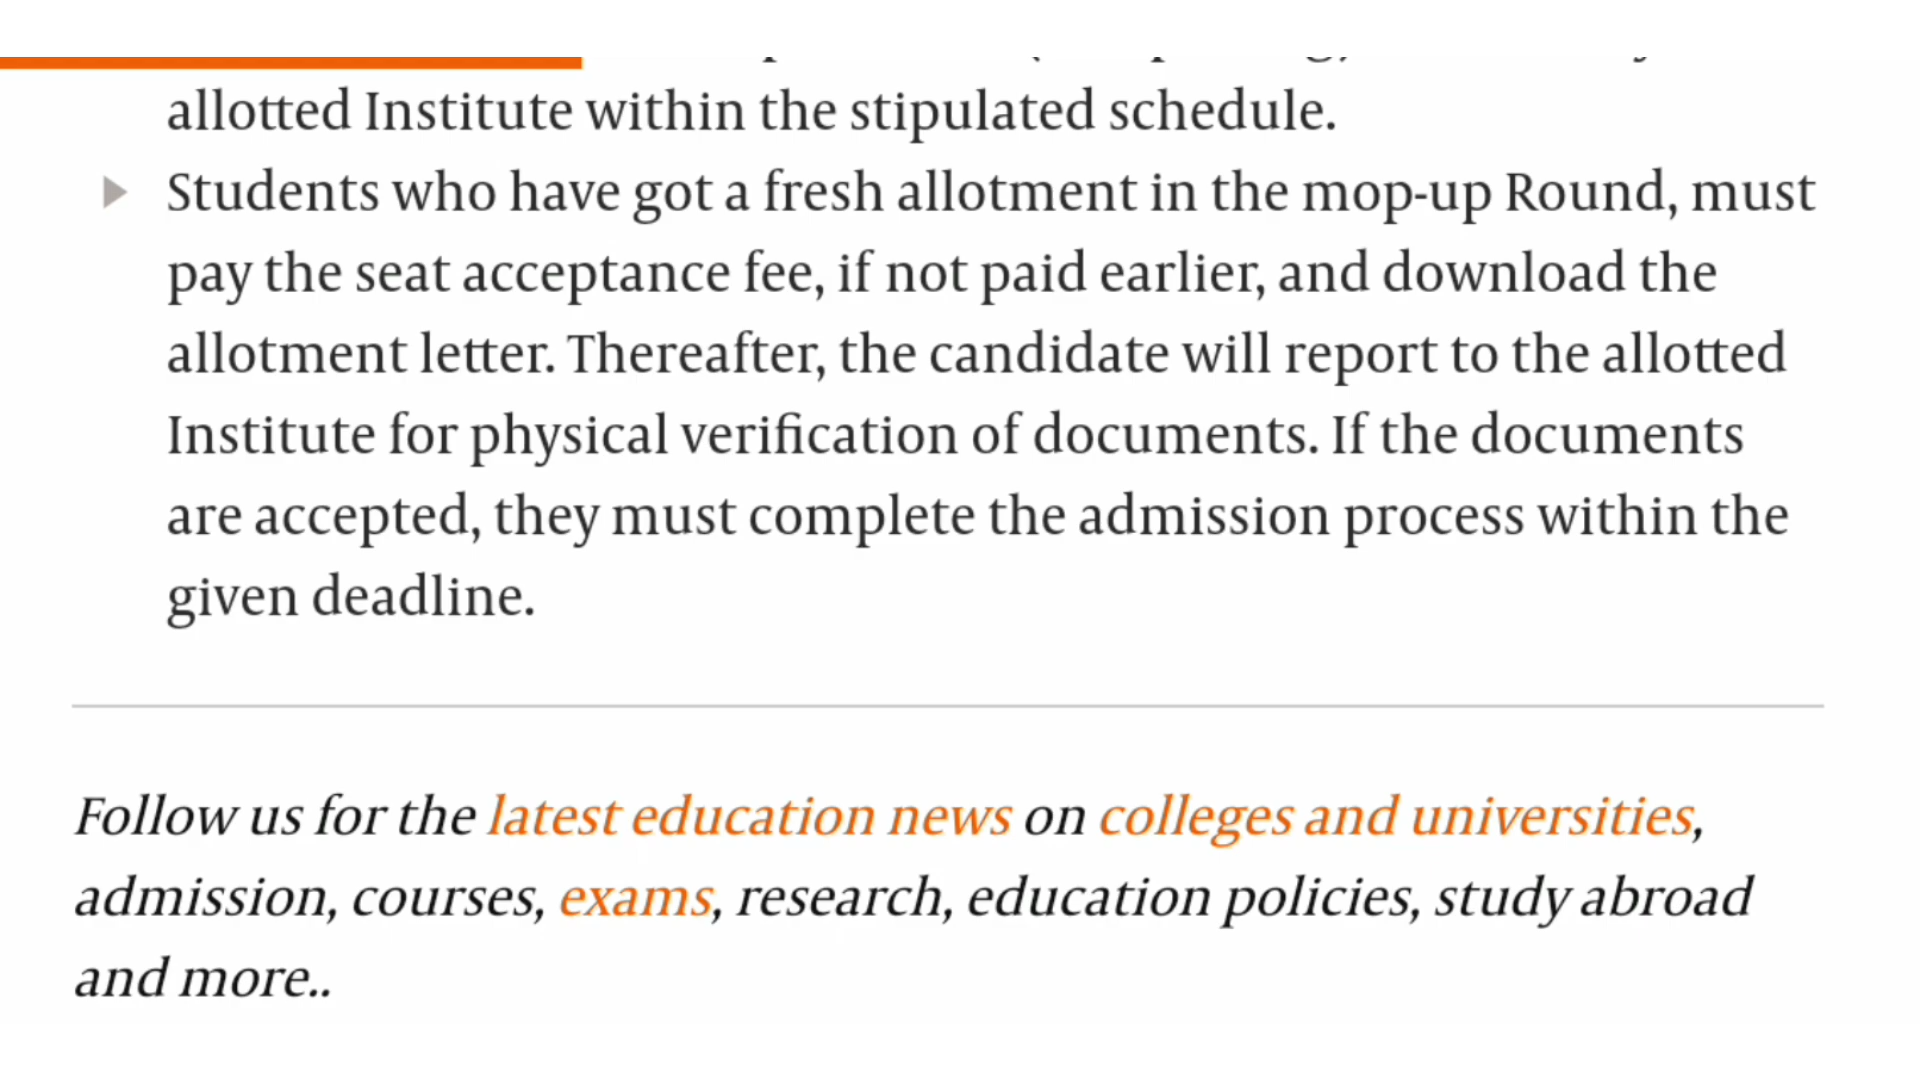 allotted Institute within the stipulated schedule.
Students who have got a fresh allotment in the mop-up Round, must
pay the seat acceptance fee, if not paid earlier, and download the
allotment letter. Thereafter, the candidate will report to the allotted
Institute for physical verification of documents. If the documents
are accepted, they must complete the admission process within the
given deadline.
Follow us for the latest education news on colleges and universities,
admission, courses, exams, research, education policies, study abroad
and more..